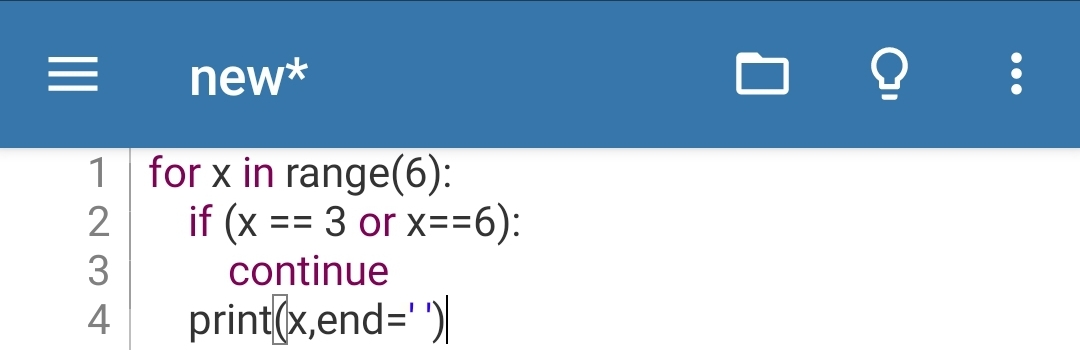 new*
1 for x in range(6):
2 if (x == 3 or x==6):
3 continue
4 print(x,end=' ')